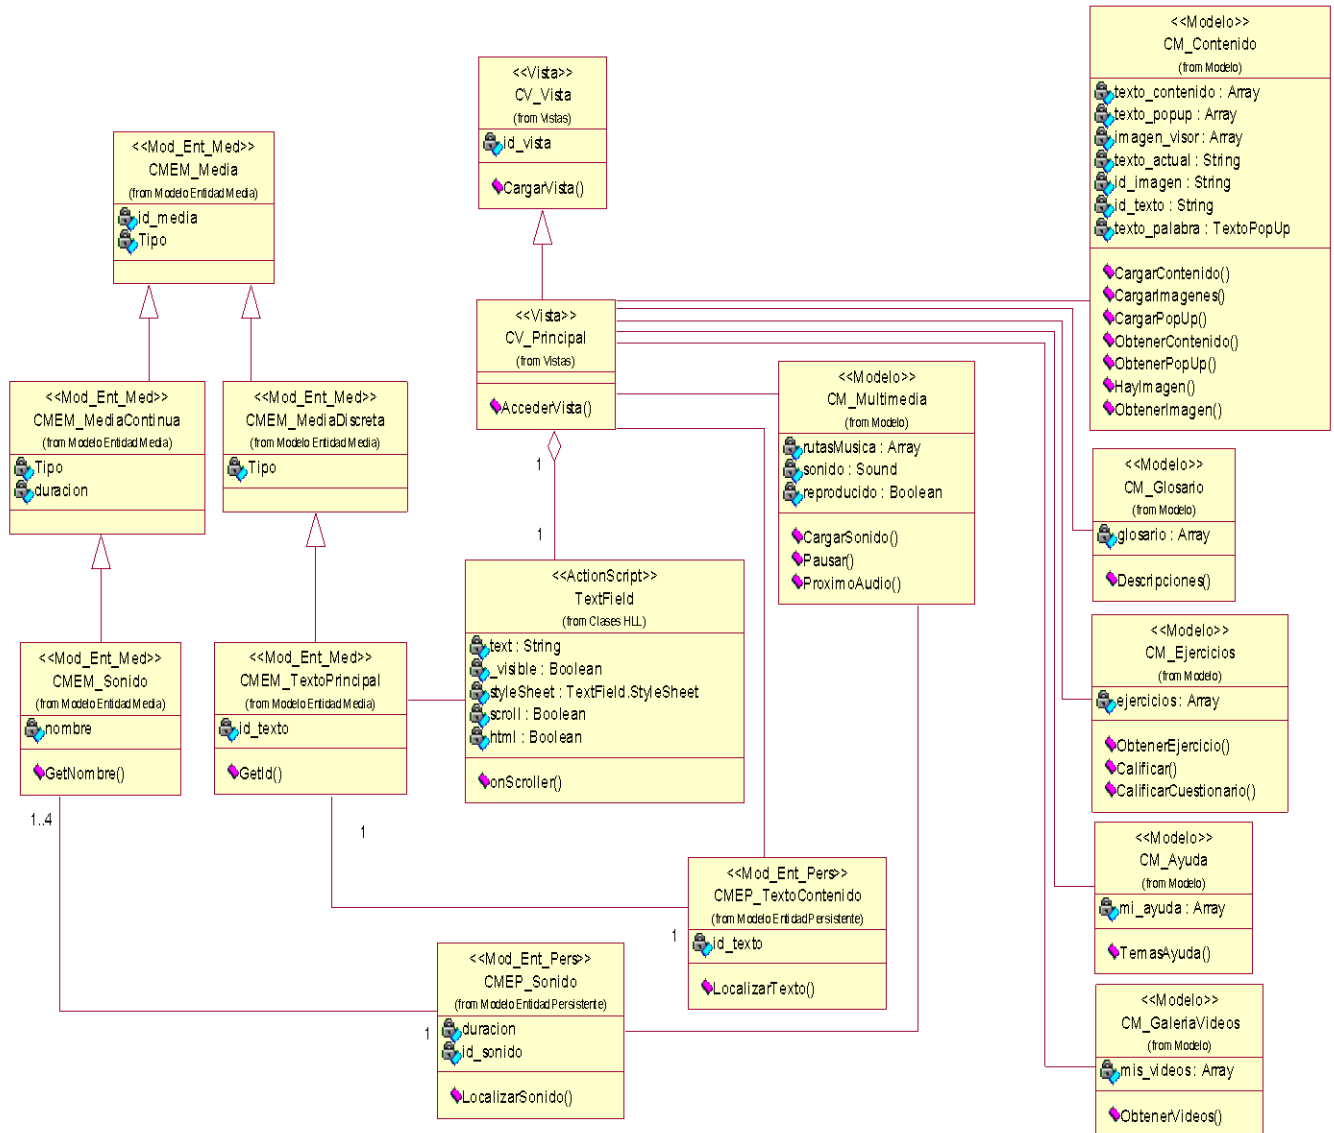 <<Mod_Ent_Med>>
CMEM_Media
(from Modelo Entidad Media)
id_media
Tipo
<<Mod_Ent_Med>>
CMEM_MediaContinua
(from Modelo Entidad Media)
Tipo
duracion
<<Mod_Ent_Med>>
CMEM_MediaDiscreta
(from Modelo Entidad Media)
Tipo
<<Mod_Ent_Med>>
CMEM_Sonido
(from Modelo Entidad Media)
nombre
GetNombre()
<<Mod_Ent_Med>>
CMEM_TextoPrincipal
(from Modelo Entidad Media)
id_texto
GetId()
1..4
1
<<Vista>>
CV_Vista
(from Vistas)
id_vista
CargarVista()
<<Vista>>
CV_Principal
(from Vistas)
AccederVista()
1
1
<<ActionScript>>
TextField
(from Clases HLL)
text : String
_visible : Boolean
styleSheet : TextField.StyleSheet
scroll : Boolean
html : Boolean
onScroller()
<<Modelo>>
CM_Multimedia
(from Modelo)
rutasMusica : Array
sonido : Sound
reproducido : Boolean
CargarSonido()
Pausar()
ProximoAudio()
<<Mod_Ent_Pers>>
CMEP_TextoContenido
(from Modelo Entidad Persistente)
id_texto
LocalizarTexto()
1
<<Mod_Ent_Pers>>
CMEP_Sonido
(from Modelo Entidad Persistente)
duracion
id_sonido
LocalizarSonido()
1
<<Modelo>>
CM_Contenido
(from Modelo)
texto_contenido : Array
texto_popup : Array
imagen_visor : Array
texto_actual : String
id_imagen : String
id_texto : String
texto_palabra : TextoPopUp
CargarContenido()
CargarImagenes()
CargarPopUp()
ObtenerContenido()
ObtenerPopUp()
HayImagen()
ObtenerImagen()
<<Modelo>>
CM_Glosario
(from Modelo)
glosario : Array
Descripciones()
<<Modelo>>
CM_Ejercicios
(from Modelo)
ejercicios : Array
ObtenerEjercicio()
Calificar()
CalificarCuestionario()
<<Modelo>>
CM_Ayuda
(from Modelo)
mi_ayuda : Array
TemasAyuda()
<<Modelo>>
CM_GaleriaVideos
(from Modelo)
mis_videos : Array
ObtenerVideos()